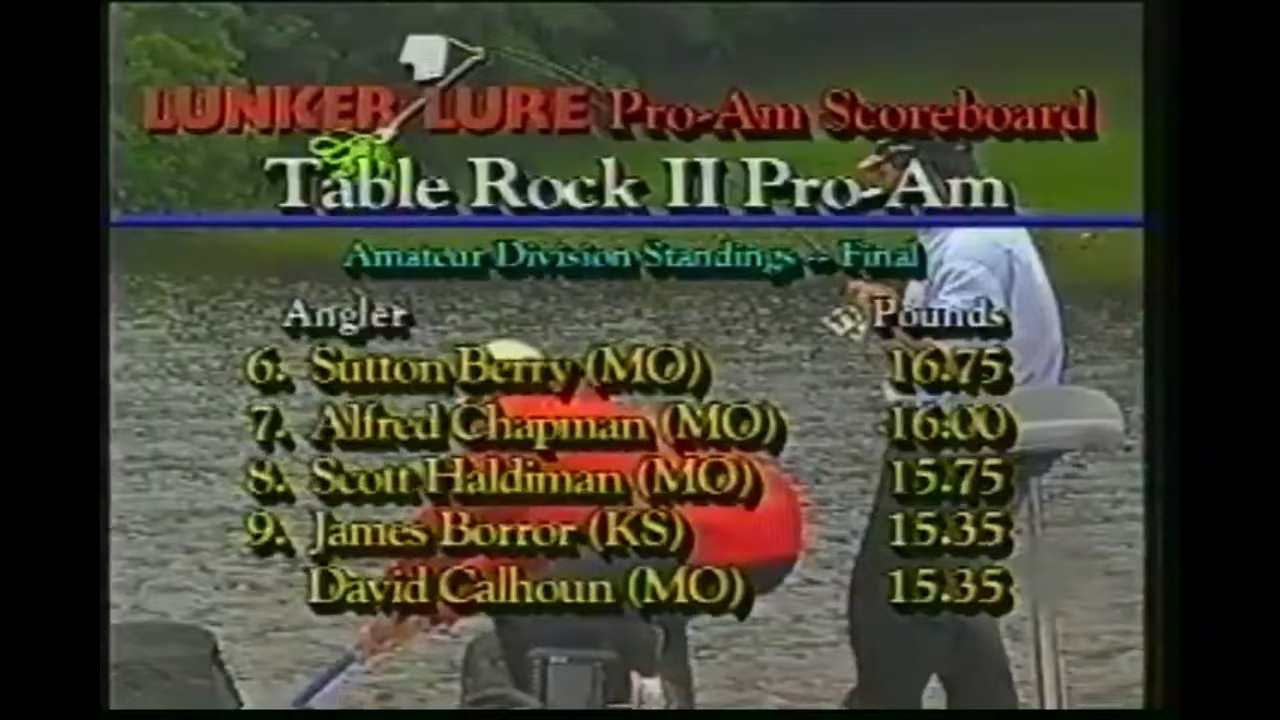 LUNKER LURE Pro-Am Scoreboard
Table Rock II Pro-Am
Amateur Division Standings -- Final
Angler Pounds
6. Sutton Berry (MO) 16.75
7. Alfred Chapman (MO) 16.00
8. Scott Haldiman (MO) 15.75
9. James Borror (KS) 15.35
David Calhoun (MO) 15.35